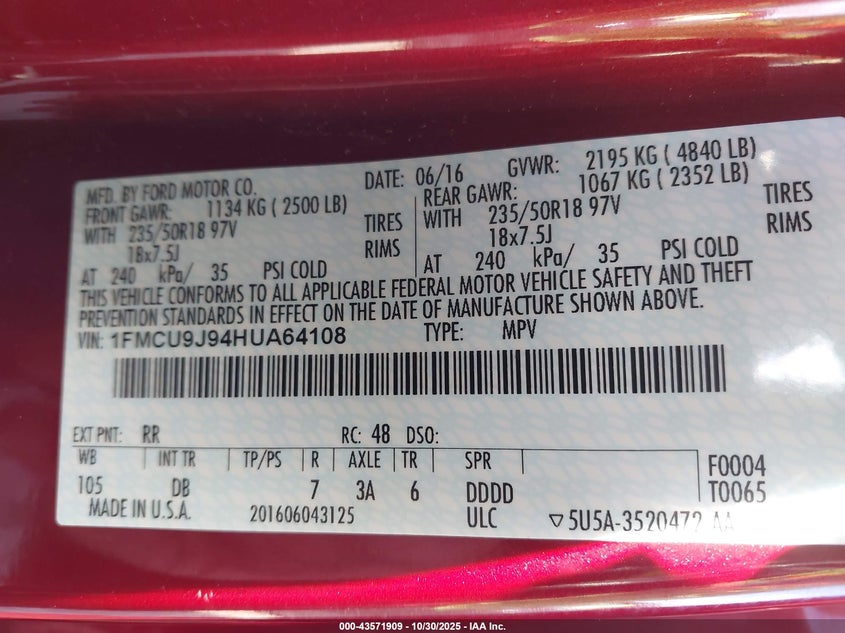 MFD. BY FORD MOTOR CO. DATE: 06/16 GVWR: 2195 KG ( 4840 LB)
FRONT GAWR: 1134 KG ( 2500 LB) REAR GAWR: 1067 KG ( 2352 LB)
WITH 235/50R18 97V TIRES WITH 235/50R18 97V TIRES
18x7.5J RIMS 18x7.5J RIMS
AT 240 kPa/ 35 PSI COLD AT 240 kPa/ 35 PSI COLD
THIS VEHICLE CONFORMS TO ALL APPLICABLE FEDERAL MOTOR VEHICLE SAFETY AND THEFT
PREVENTION STANDARDS IN EFFECT ON THE DATE OF MANUFACTURE SHOWN ABOVE.
VIN: 1FMCU9J94HUA64108 TYPE: MPV
EXT PNT: RR RC: 48 DSO:
WB INT TR TP/PS R AXLE TR SPR F0004
105 DB 7 3A 6 DDDD T0065
MADE IN U.S.A. 201606043125 ULC ▽5U5A-3520472 AA
000-43571909 - 10/30/2025 - IAA Inc.